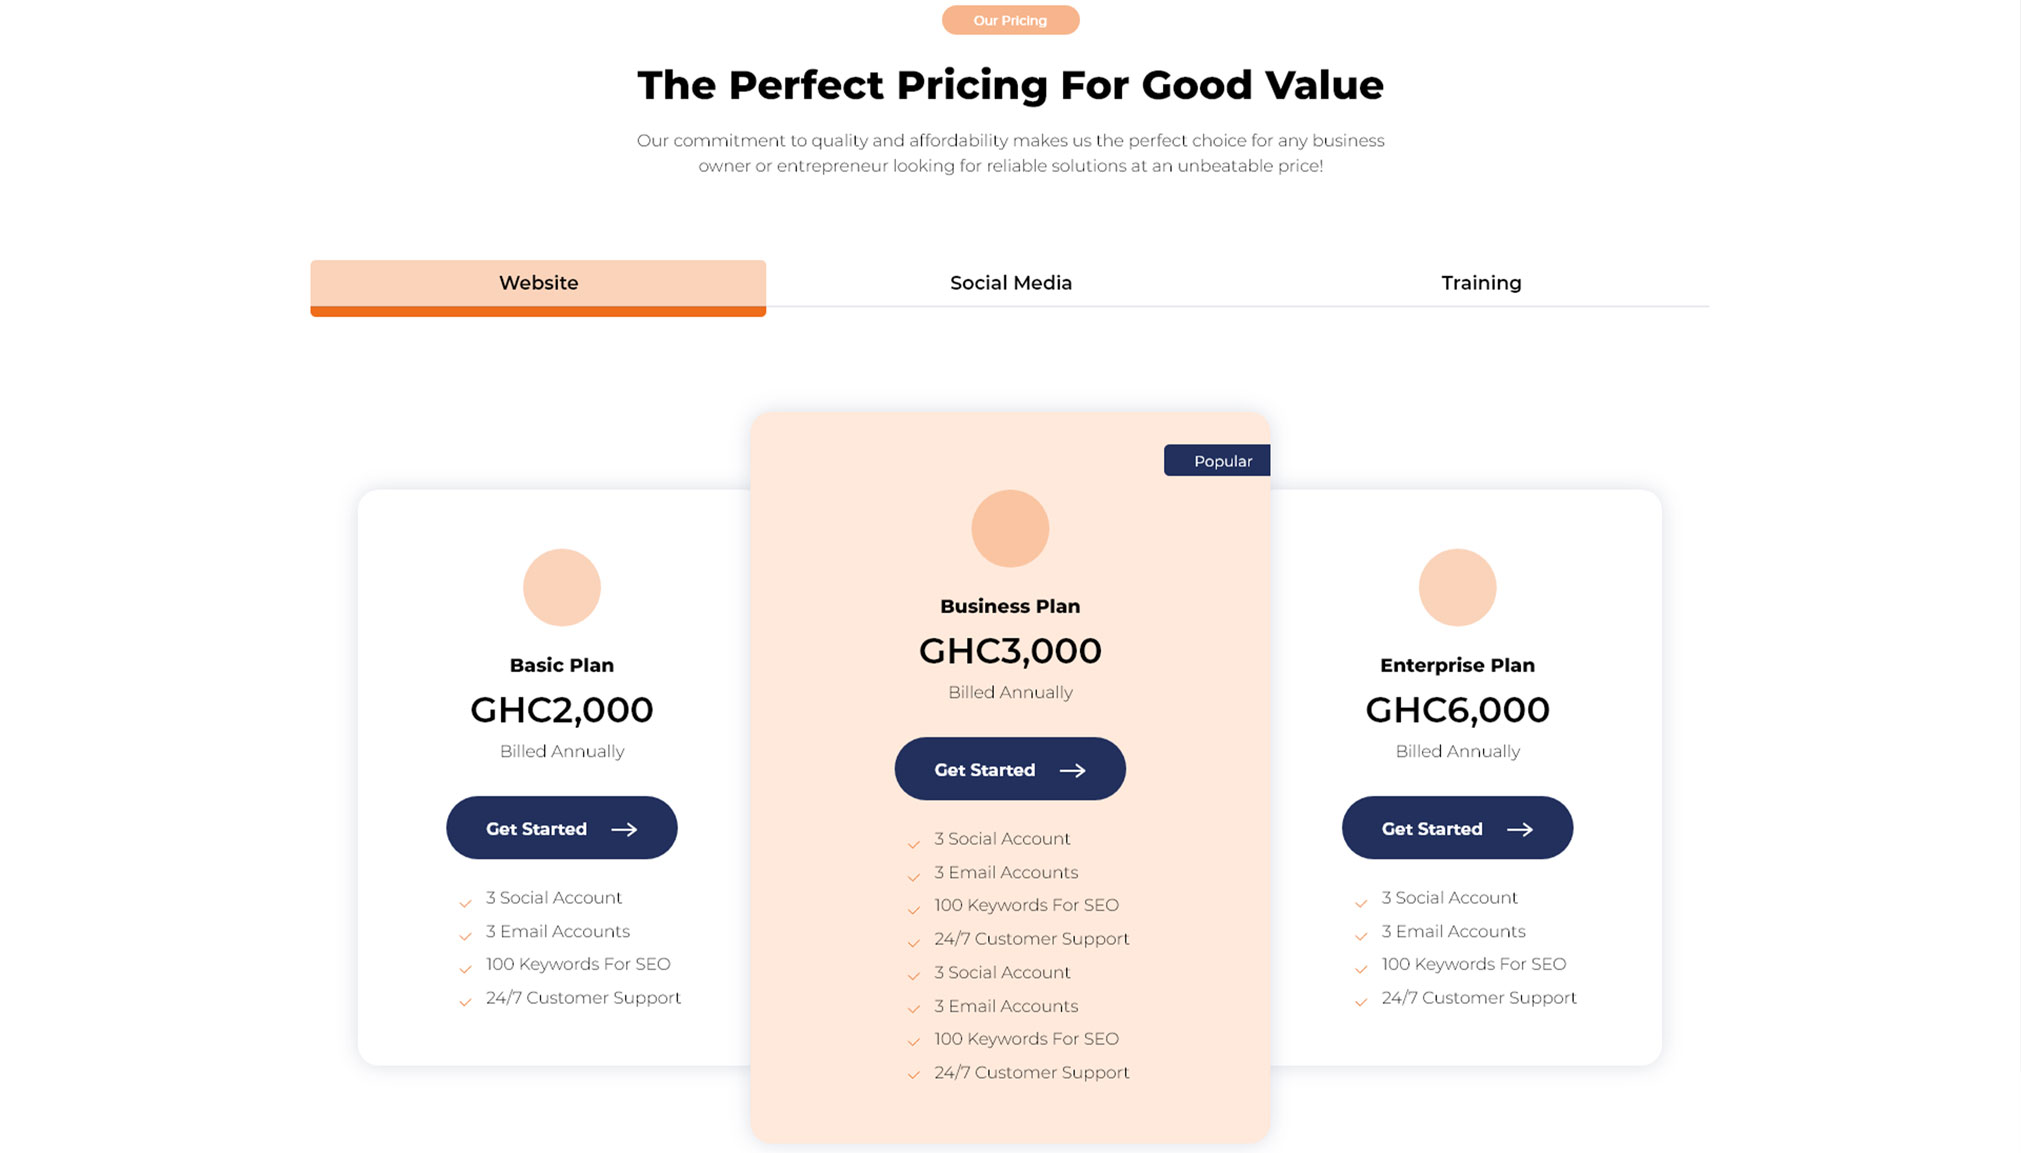 Our Pricing
The Perfect Pricing For Good Value
Our commitment to quality and affordability makes us the perfect choice for any business
owner or entrepreneur looking for reliable solutions at an unbeatable price!
Website
Social Media
Training
Basic Plan
GHC2,000
Billed Annually
Get Started
3 Social Account
3 Email Accounts
100 Keywords For SEO
24/7 Customer Support
Popular
Business Plan
GHC3,000
Billed Annually
Get Started
3 Social Account
3 Email Accounts
100 Keywords For SEO
24/7 Customer Support
3 Social Account
3 Email Accounts
100 Keywords For SEO
24/7 Customer Support
Enterprise Plan
GHC6,000
Billed Annually
Get Started
3 Social Account
3 Email Accounts
100 Keywords For SEO
24/7 Customer Support